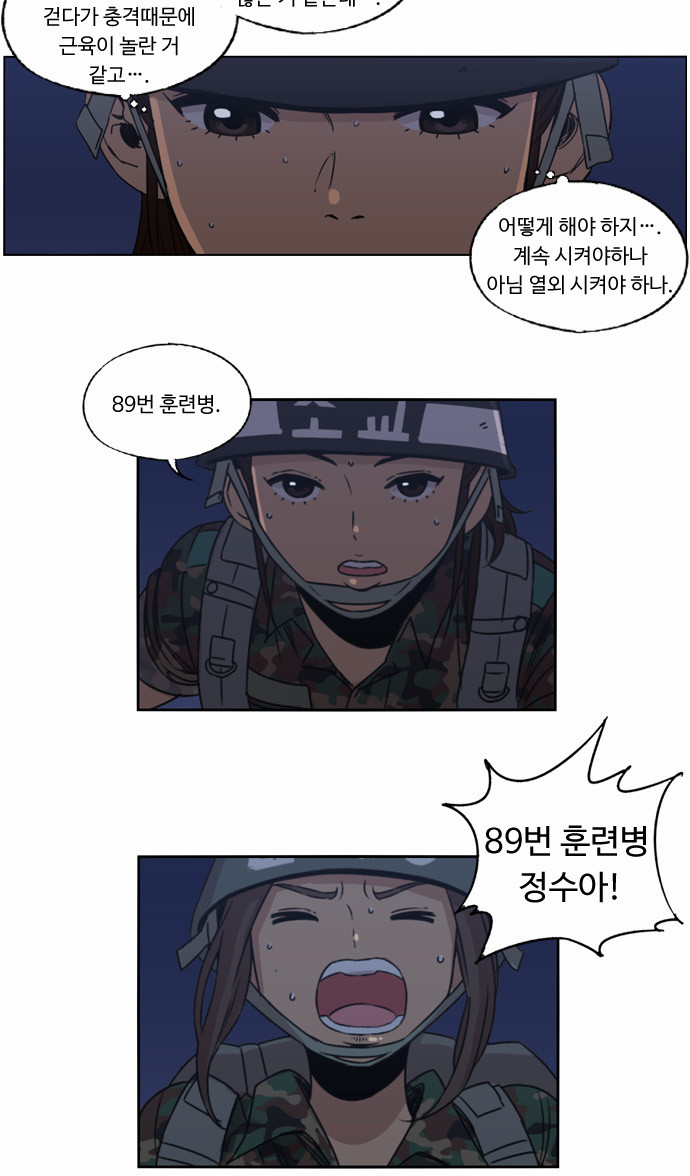 걷다가 충격때문에
근육이 놀란 거
같고….
어떻게 해야 하지….
계속 시켜야하나
아님 열외 시켜야 하나.
89번 훈련병.
조교
89번 훈련병
정수아!